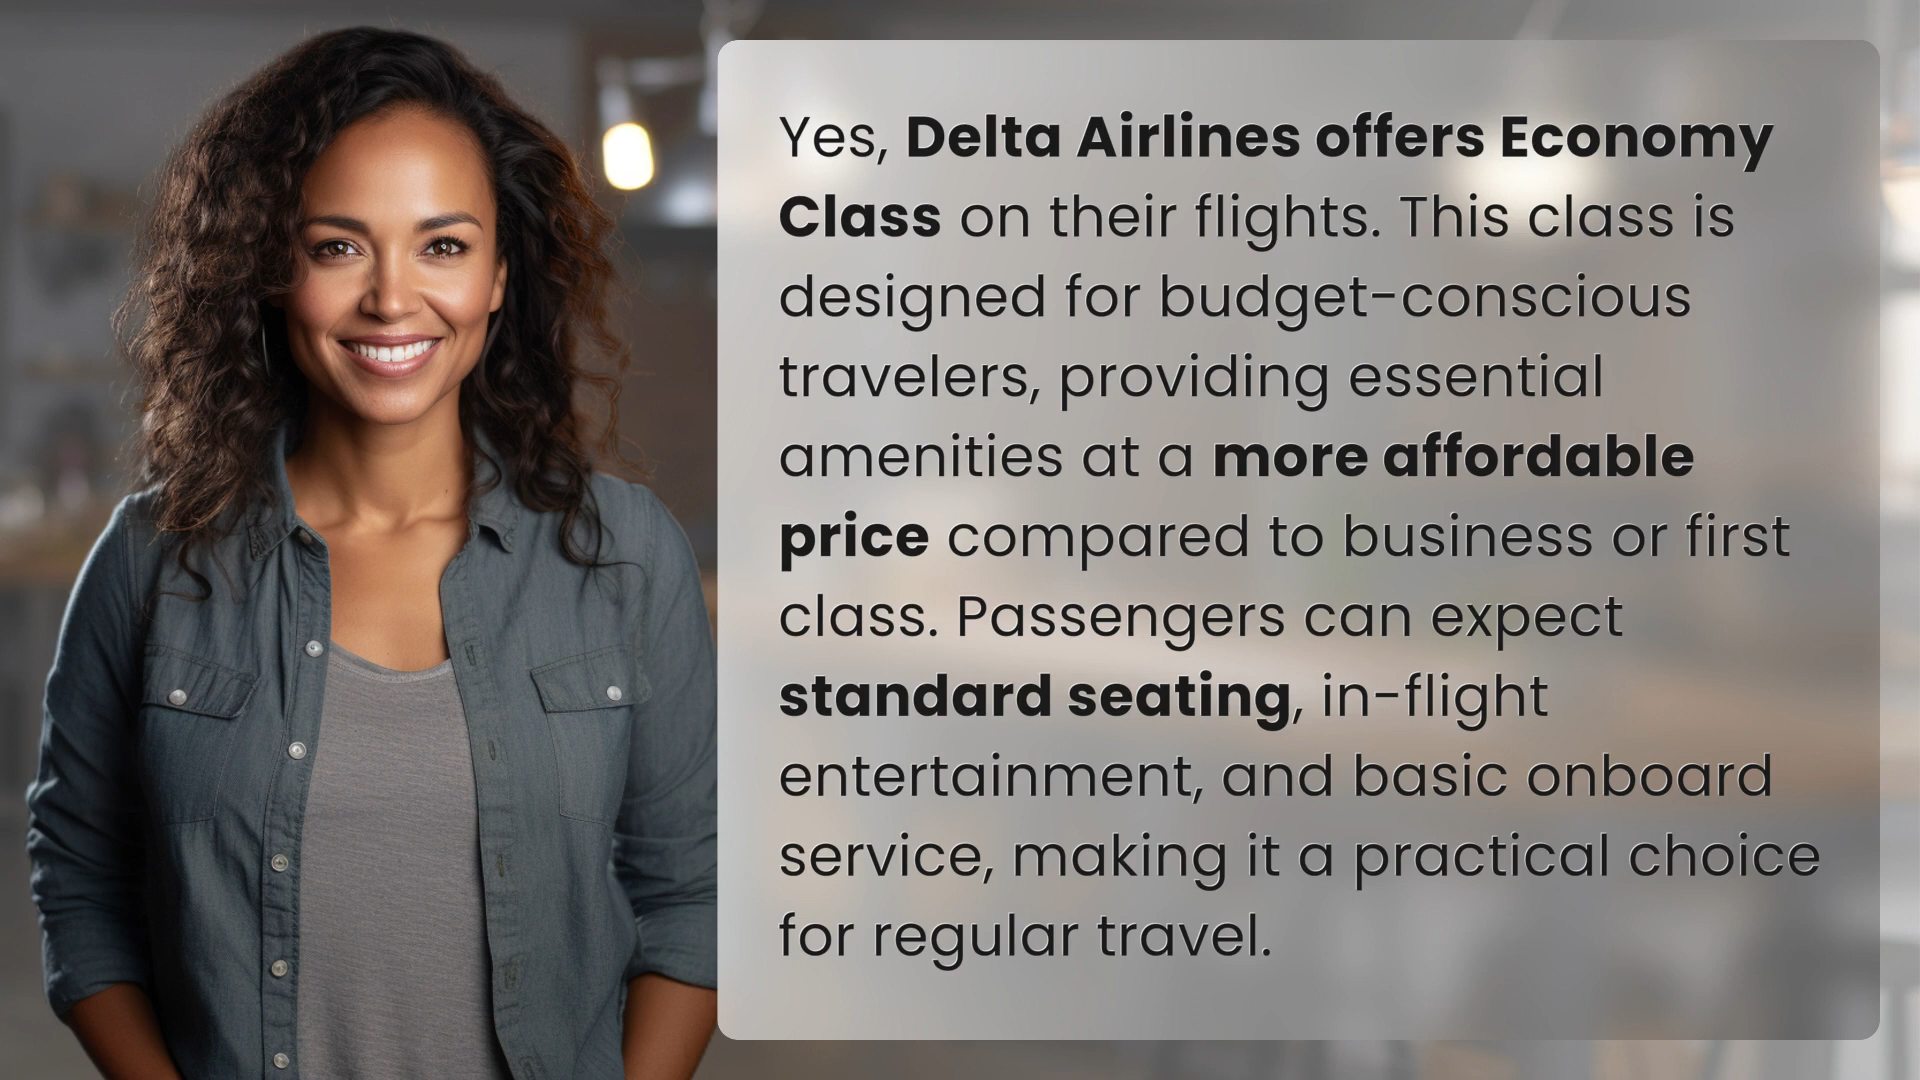 Yes, Delta Airlines offers Economy
Class on their flights. This class is
designed for budget-conscious
travelers, providing essential
amenities at a more affordable
price compared to business or first
class. Passengers can expect
standard seating, in-flight
entertainment, and basic onboard
service, making it a practical choice
for regular travel.